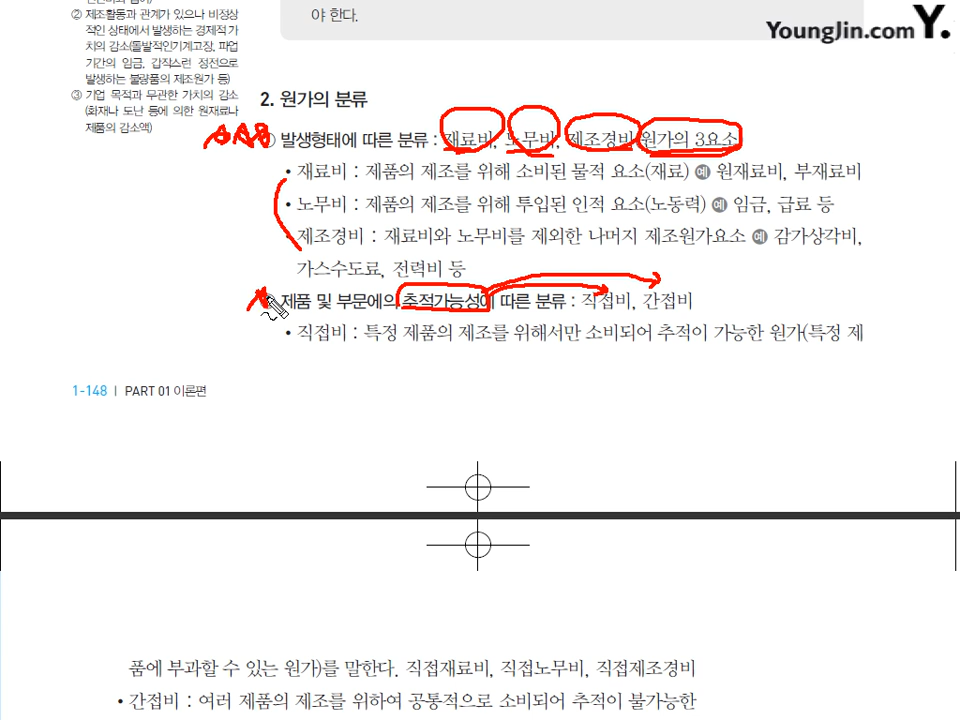 ② 제조활동과 관계가 있으나 비정상
적인 상태에서 발생하는 경제적 가
치의 감소(돌발적인기계고장, 파업
기간의 임금, 갑작스런 정전으로
발생하는 불량품의 제조원가 등)
③ 기업 목적과 무관한 가치의 감소
(화재나 도난 등에 의한 원재료나
제품의 감소액)
야 한다.
YoungJin.com Y.
2. 원가의 분류
① 발생형태에 따른 분류 : 재료비, 노무비, 제조경비 원가의 3요소
• 재료비 : 제품의 제조를 위해 소비된 물적 요소(재료) 예 원재료비, 부재료비
• 노무비 : 제품의 제조를 위해 투입된 인적 요소(노동력) 예 임금, 급료 등
• 제조경비 : 재료비와 노무비를 제외한 나머지 제조원가요소 예 감가상각비,
가스수도료, 전력비 등
제품 및 부문에의 추적가능성에 따른 분류 : 직접비, 간접비
• 직접비 : 특정 제품의 제조를 위해서만 소비되어 추적이 가능한 원가(특정 제
1-148 | PART 01 이론편
품에 부과할 수 있는 원가)를 말한다. 직접재료비, 직접노무비, 직접제조경비
• 간접비 : 여러 제품의 제조를 위하여 공통적으로 소비되어 추적이 불가능한